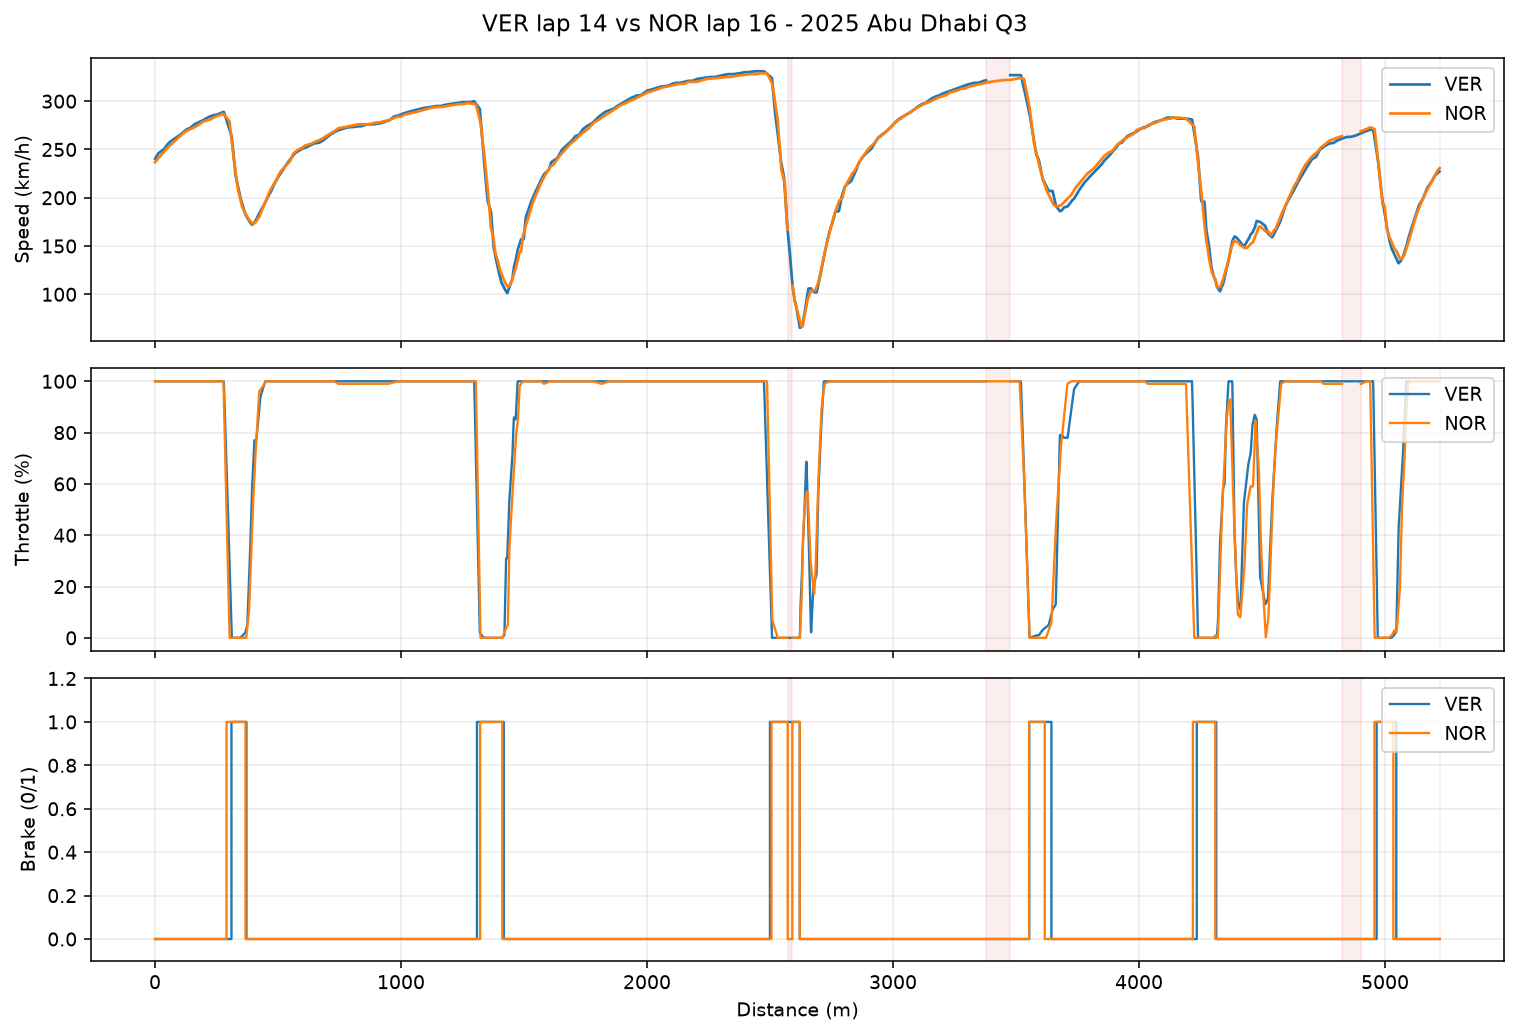 VER lap 14 vs NOR lap 16 - 2025 Abu Dhabi Q3
Speed (km/h)
300
250
200
150
100
VER
NOR
Throttle (%)
100
80
60
40
20
0
VER
NOR
Brake (0/1)
1.2
1.0
0.8
0.6
0.4
0.2
0.0
VER
NOR
0 1000 2000 3000 4000 5000
Distance (m)